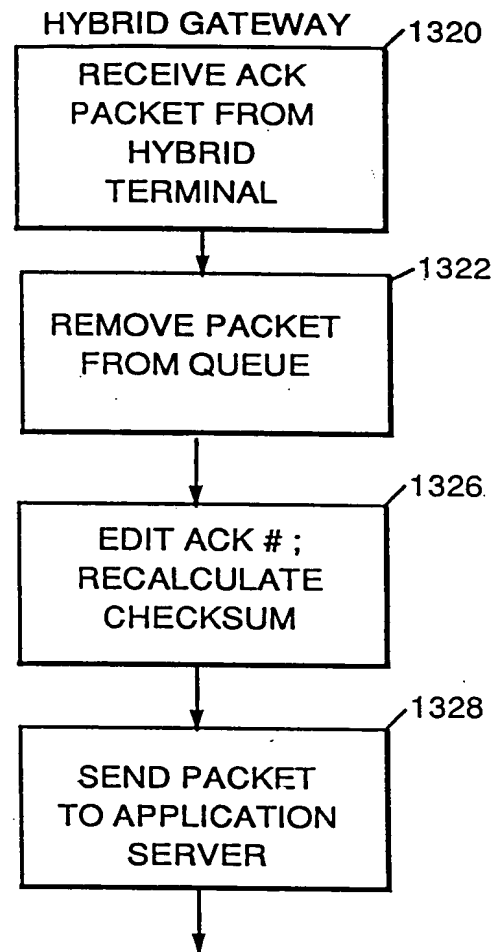 HYBRID GATEWAY
1320
RECEIVE ACK
PACKET FROM
HYBRID
TERMINAL
1322
REMOVE PACKET
FROM QUEUE
1326
EDIT ACK # ;
RECALCULATE
CHECKSUM
1328
SEND PACKET
TO APPLICATION
SERVER